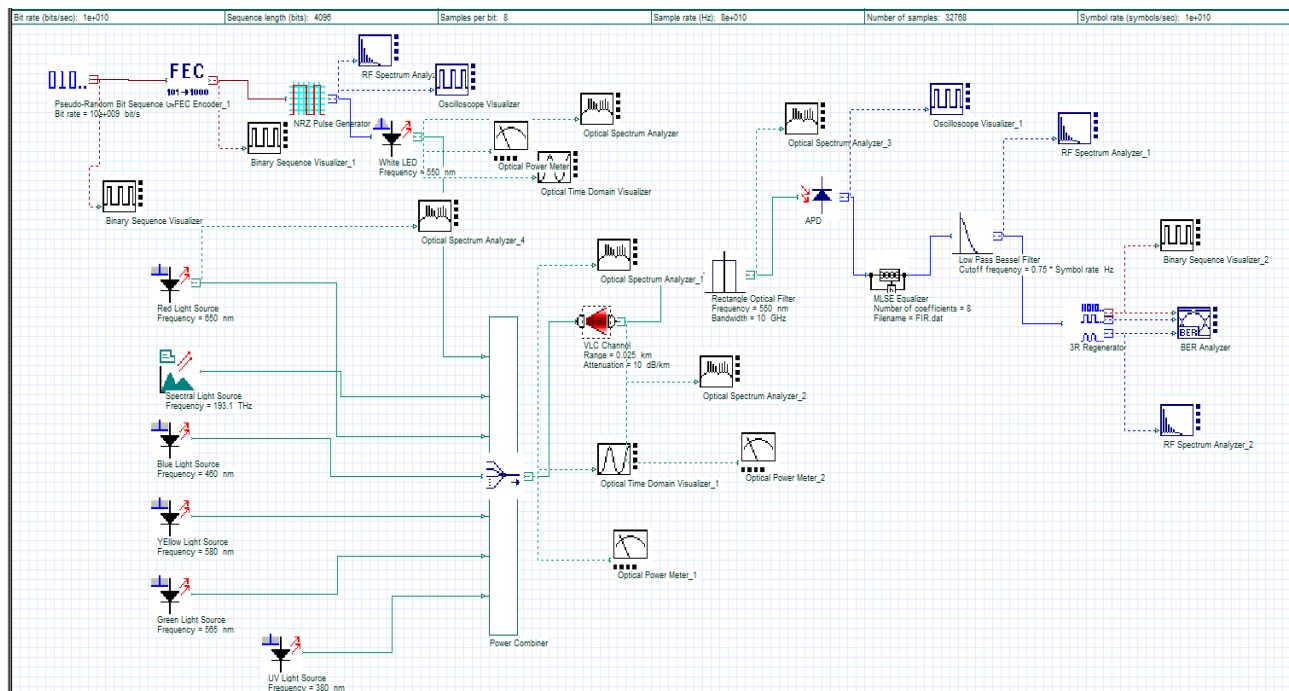 Bit rate (bits/sec): 1e+010
Sequence length (bits): 4096
Samples per bit: 8
Sample rate (Hz): 8e+010
Number of samples: 32768
Symbol rate (symbols/sec): 1e+010
010..
Pseudo-Random Bit Sequence
Bit rate = 10e+009 bit/s
FEC
101→1000
FEC Encoder_1
NRZ Pulse Generator
RF Spectrum Analyz
Oscilloscope Visualizer
Binary Sequence Visualizer_1
Binary Sequence Visualizer
White LED
Frequency = 550 nm
Optical Spectrum Analyzer
Optical Power Meter
Optical Time Domain Visualizer
Optical Spectrum Analyzer_4
Optical Spectrum Analyzer_3
Oscilloscope Visualizer_1
RF Spectrum Analyzer_1
APD
Low Pass Bessel Filter
Cutoff frequency = 0.75 * Symbol rate Hz
Binary Sequence Visualizer_2
Optical Spectrum Analyzer_1
Rectangle Optical Filter
Frequency = 550 nm
Bandwidth = 10 GHz
MLSE Equalizer
Number of coefficients = 8
Filename = FIR.dat
3R Regenerator
BER
BER Analyzer
RF Spectrum Analyzer_2
VLC Channel
Range = 0.025 km
Attenuation = 10 dB/km
Optical Spectrum Analyzer_2
Optical Time Domain Visualizer_1
Optical Power Meter_2
Optical Power Meter_1
Red Light Source
Frequency = 650 nm
Spectral Light Source
Frequency = 193.1 THz
Blue Light Source
Frequency = 460 nm
YEllow Light Source
Frequency = 580 nm
Green Light Source
Frequency = 565 nm
UV Light Source
Frequency = 380 nm
Power Combiner